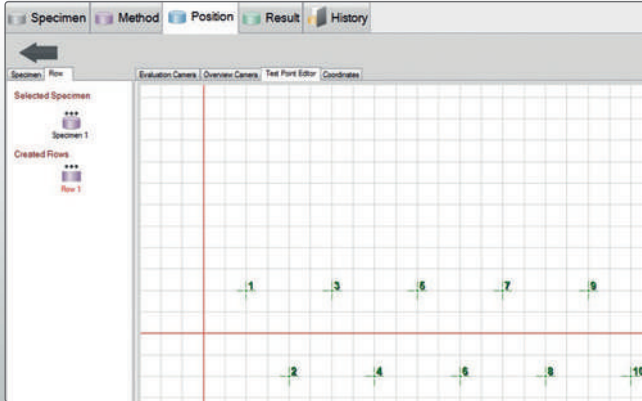 Specimen Method Position Result History
Specimen Row
Evaluation Camera Overview Camera Test Point Editor Coordinates
Selected Specimen
Specimen 1
Created Rows
Row 1
1 3 5 7 9
2 4 6 8 10